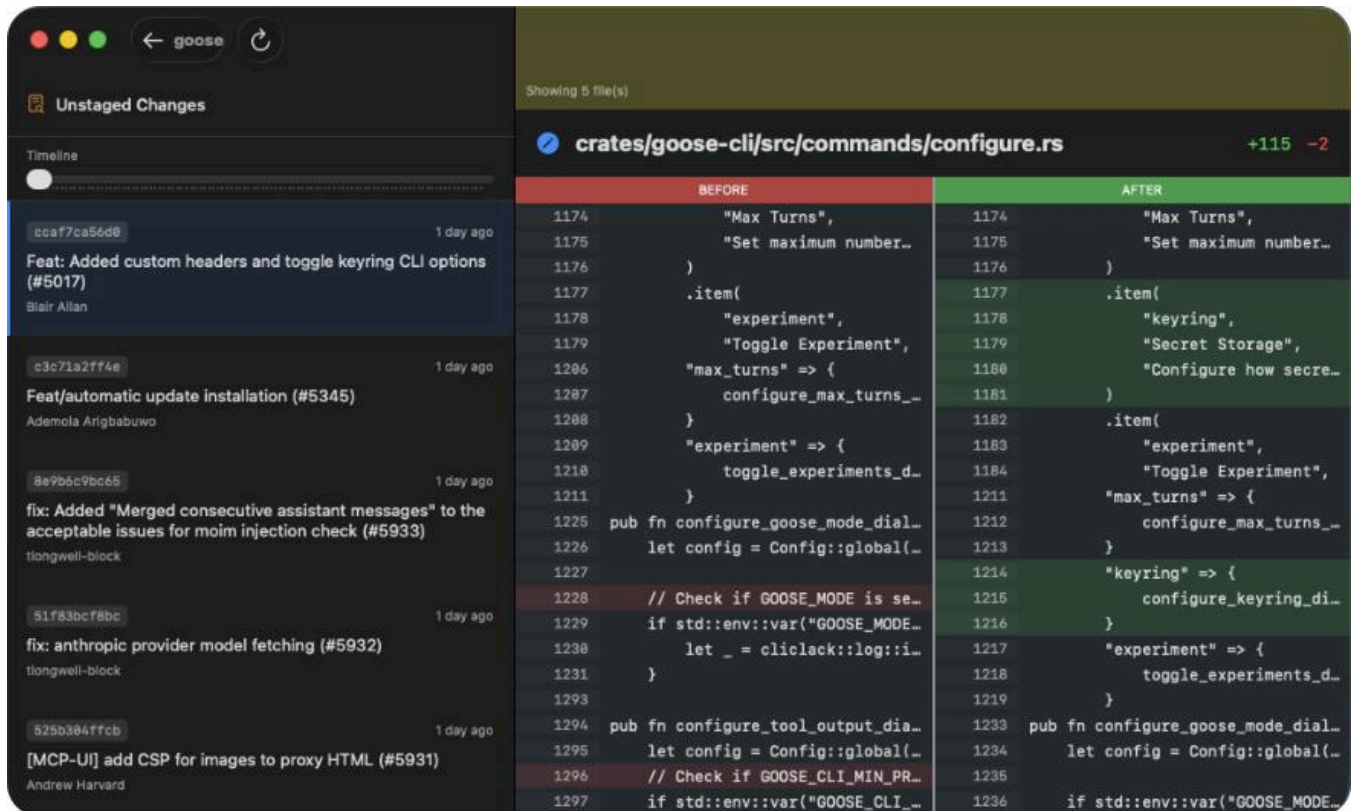 goose
Unstaged Changes
Timeline
ccaf7ca56d0 1 day ago
Feat: Added custom headers and toggle keyring CLI options
(#5017)
Blair Allan
c3c71a2ff4e 1 day ago
Feat/automatic update installation (#5345)
Ademola Arigbabuwo
8e9b6c9bc65 1 day ago
fix: Added "Merged consecutive assistant messages" to the
acceptable issues for moim injection check (#5933)
tlongwell-block
51f83bcf8bc 1 day ago
fix: anthropic provider model fetching (#5932)
tlongwell-block
525b304ffcb 1 day ago
[MCP-UI] add CSP for images to proxy HTML (#5931)
Andrew Harvard
Showing 5 file(s)
crates/goose-cli/src/commands/configure.rs +115 -2
BEFORE
1174 "Max Turns",
1175 "Set maximum number…
1176 )
1177 .item(
1178 "experiment",
1179 "Toggle Experiment",
1206 "max_turns" => {
1207 configure_max_turns_…
1208 }
1209 "experiment" => {
1210 toggle_experiments_d…
1211 }
1225 pub fn configure_goose_mode_dial…
1226 let config = Config::global(…
1227
1228 // Check if GOOSE_MODE is se…
1229 if std::env::var("GOOSE_MODE…
1230 let _ = cliclack::log::i…
1231 }
1293
1294 pub fn configure_tool_output_dia…
1295 let config = Config::global(…
1296 // Check if GOOSE_CLI_MIN_PR…
1297 if std::env::var("GOOSE_CLI_…
AFTER
1174 "Max Turns",
1175 "Set maximum number…
1176 )
1177 .item(
1178 "keyring",
1179 "Secret Storage",
1180 "Configure how secre…
1181 )
1182 .item(
1183 "experiment",
1184 "Toggle Experiment",
1211 "max_turns" => {
1212 configure_max_turns_…
1213 }
1214 "keyring" => {
1215 configure_keyring_di…
1216 }
1217 "experiment" => {
1218 toggle_experiments_d…
1219 }
1233 pub fn configure_goose_mode_dial…
1234 let config = Config::global(…
1235
1236 if std::env::var("GOOSE_MODE…